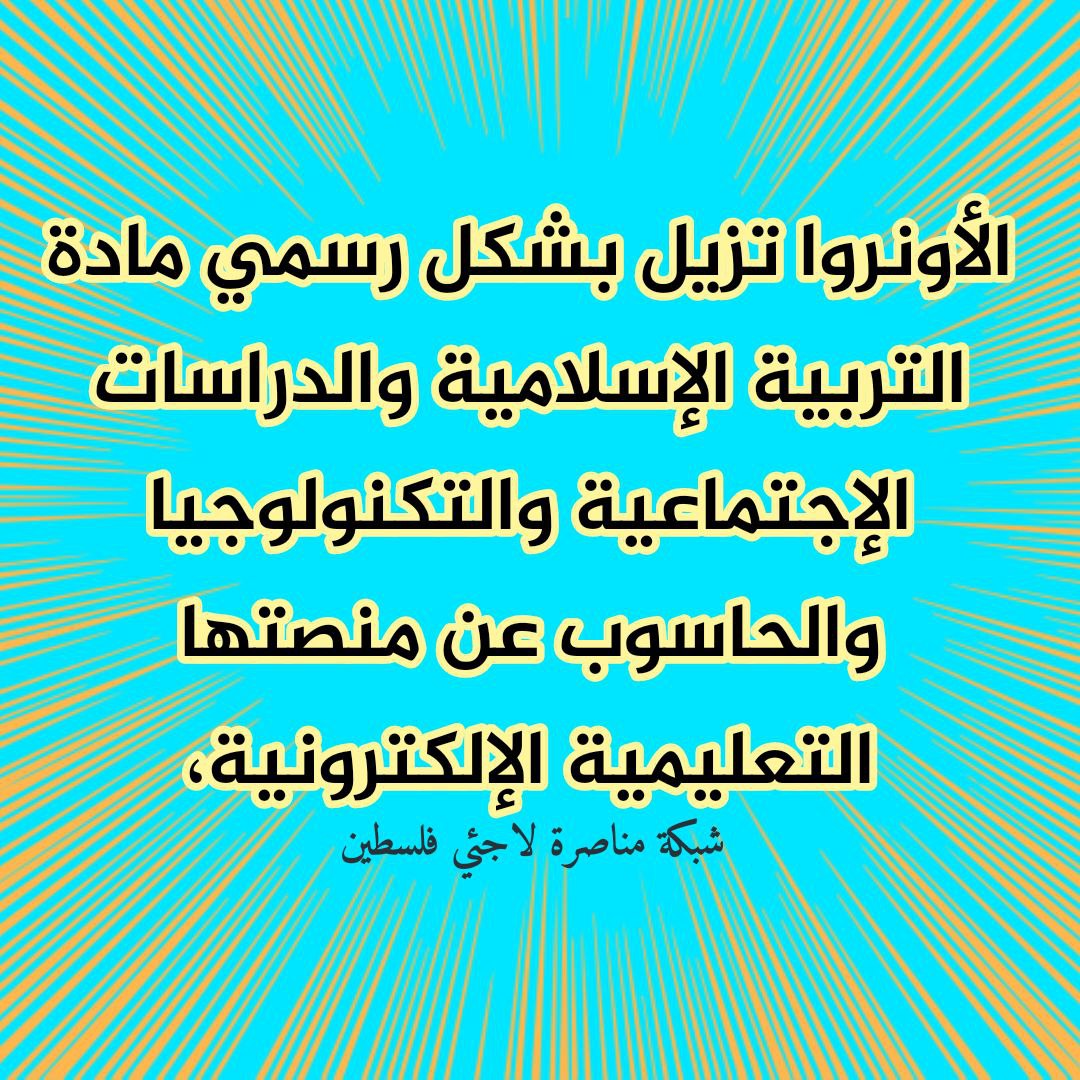 الأونروا تزيل بشكل رسمي مادة
التربية الإسلامية والدراسات
الإجتماعية والتكنولوجيا
والحاسوب عن منصتها
التعليمية الإلكترونية،
شبكة مناصرة لاجئي فلسطين